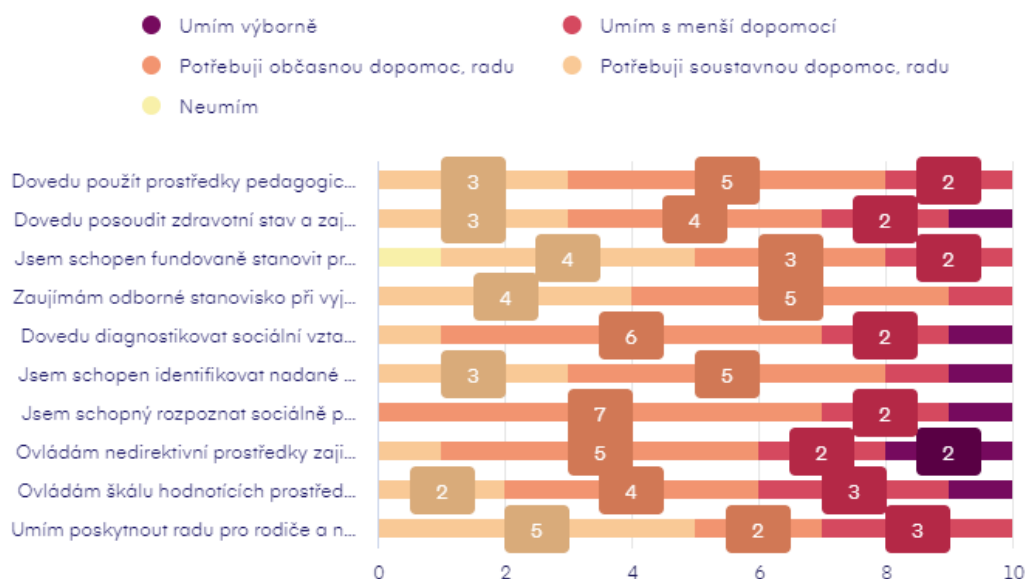 Umím výborně
Umím s menší dopomocí
Potřebuji občasnou dopomoc, radu
Potřebuji soustavnou dopomoc, radu
Neumím
Dovedu použít prostředky pedagogic... 3 5 2
Dovedu posoudit zdravotní stav a zaj... 3 4 2
Jsem schopen fundovaně stanovit pr... 4 3 2
Zaujímám odborné stanovisko při vyj... 4 5
Dovedu diagnostikovat sociální vzta... 6 2
Jsem schopen identifikovat nadané ... 3 5
Jsem schopný rozpoznat sociálně p... 7 2
Ovládám nedirektivní prostředky zaji... 5 2 2
Ovládám škálu hodnotících prostřed... 2 4 3
Umím poskytnout radu pro rodiče a n... 5 2 3
0 2 4 6 8 10